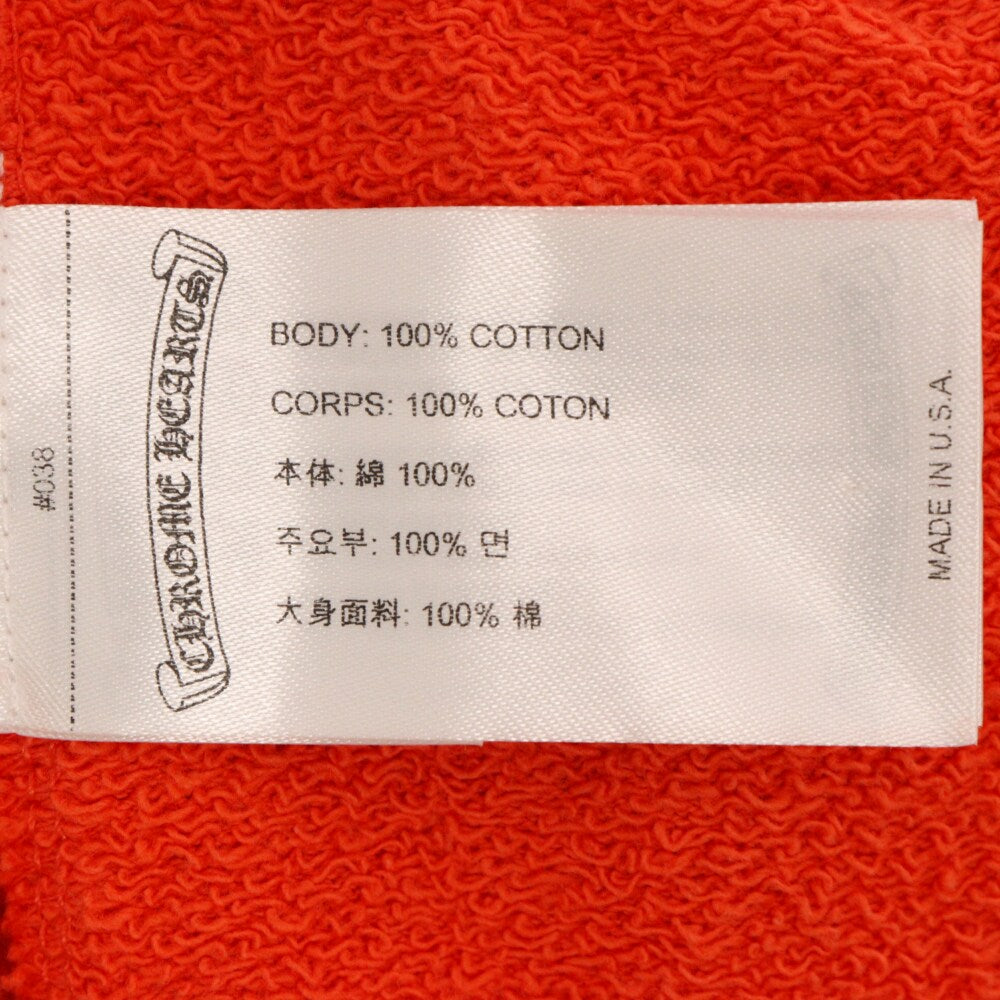 #038
CHROME HEARTS
BODY: 100% COTTON
CORPS: 100% COTON
本体: 綿 100%
주요부: 100% 면
大身面料: 100% 棉
MADE IN U.S.A.